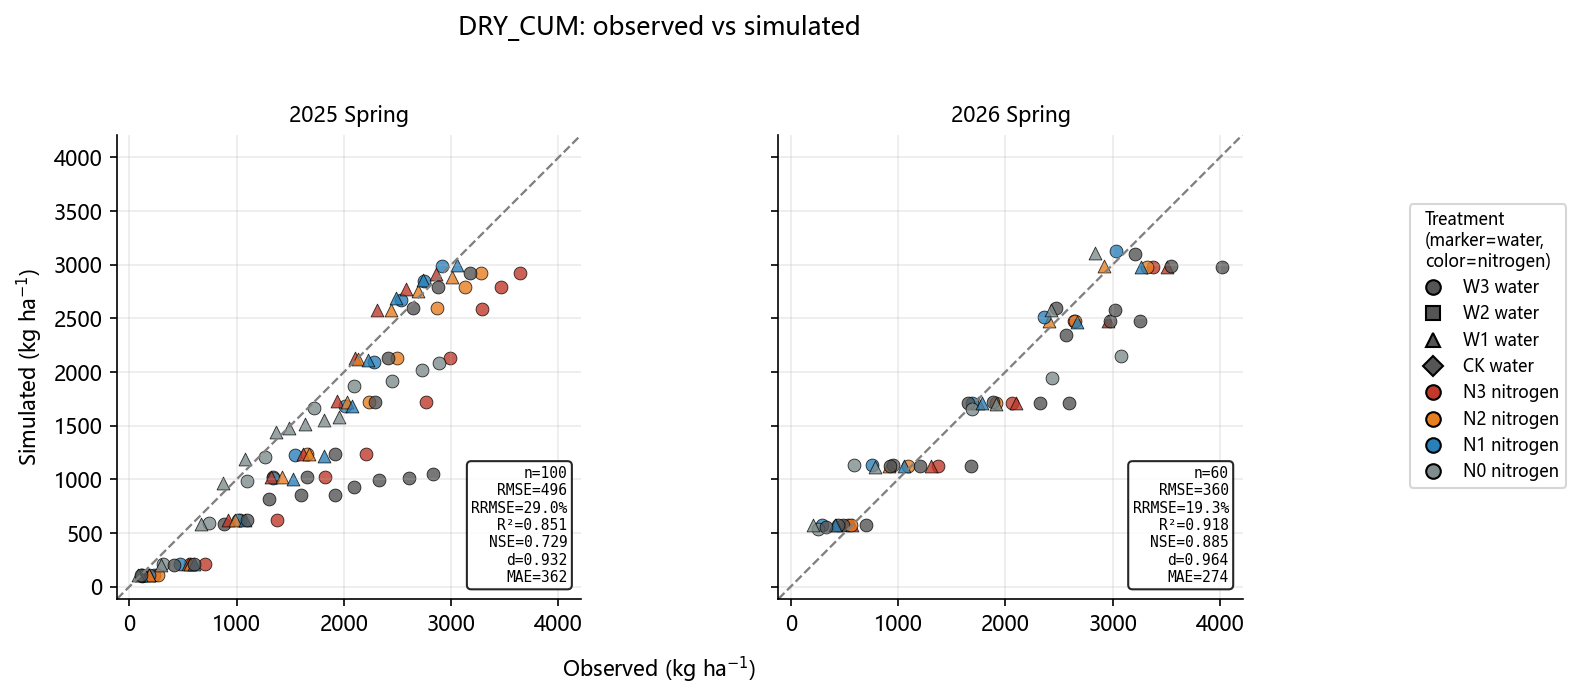 DRY_CUM: observed vs simulated
2025 Spring
2026 Spring
Simulated (kg ha⁻¹)
4000
3500
3000
2500
2000
1500
1000
500
0
0 1000 2000 3000 4000
n=100
RMSE=496
RRMSE=29.0%
R²=0.851
NSE=0.729
d=0.932
MAE=362
0 1000 2000 3000 4000
n=60
RMSE=360
RRMSE=19.3%
R²=0.918
NSE=0.885
d=0.964
MAE=274
Observed (kg ha⁻¹)
Treatment
(marker=water,
color=nitrogen)
W3 water
W2 water
W1 water
CK water
N3 nitrogen
N2 nitrogen
N1 nitrogen
N0 nitrogen